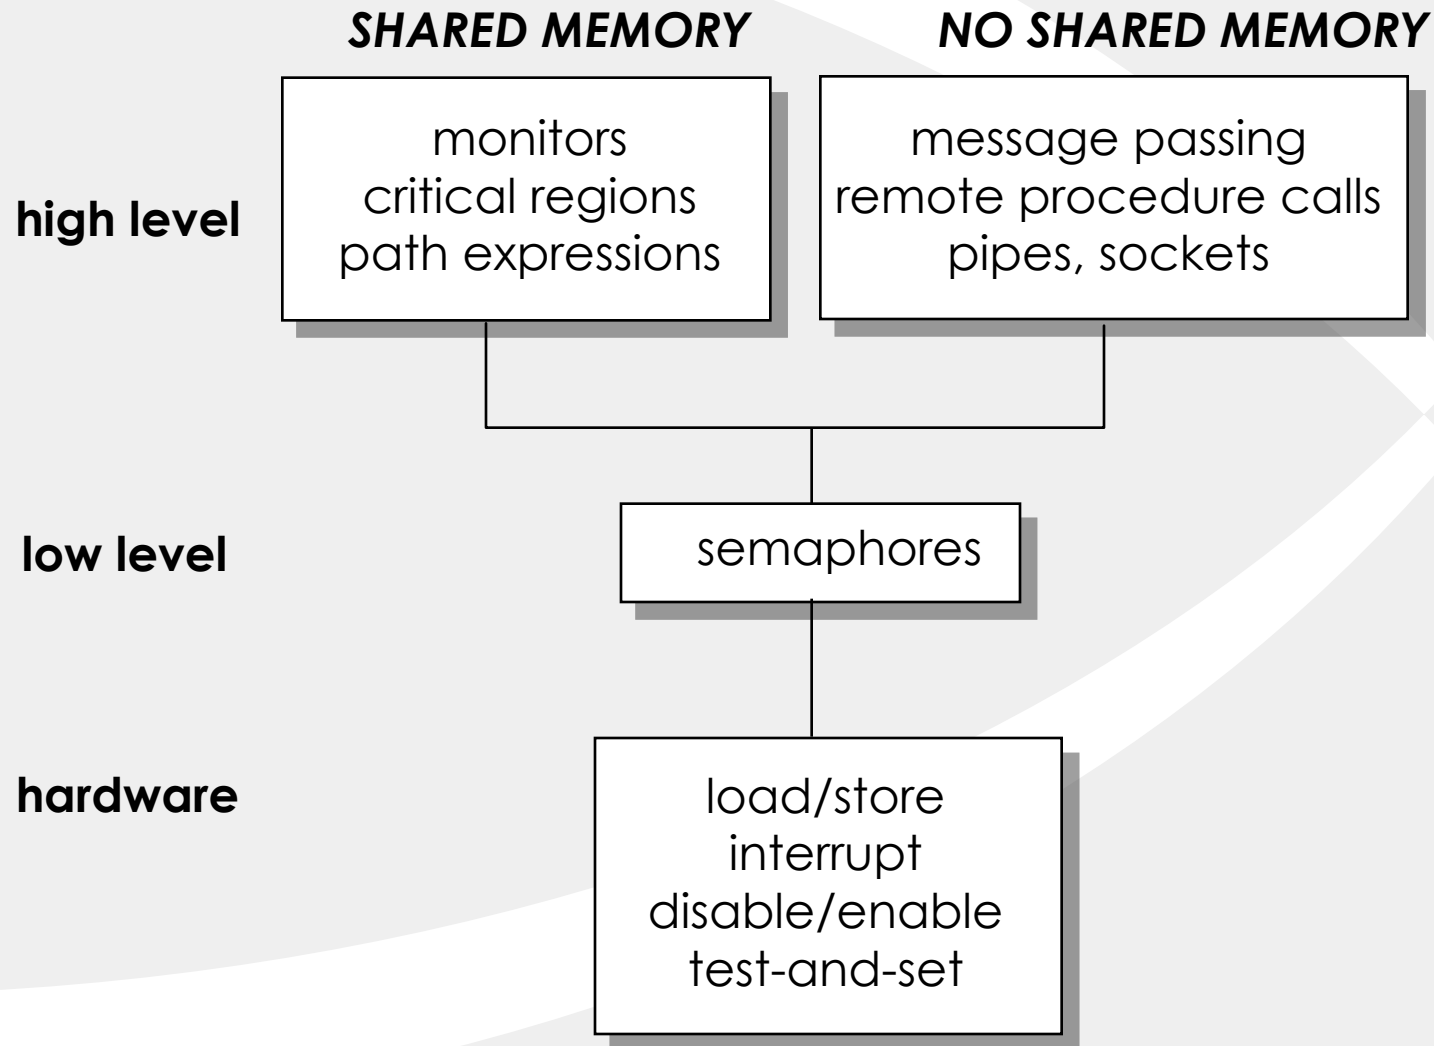 SHARED MEMORY
NO SHARED MEMORY
high level
monitors
critical regions
path expressions
message passing
remote procedure calls
pipes, sockets
low level
semaphores
hardware
load/store
interrupt
disable/enable
test-and-set